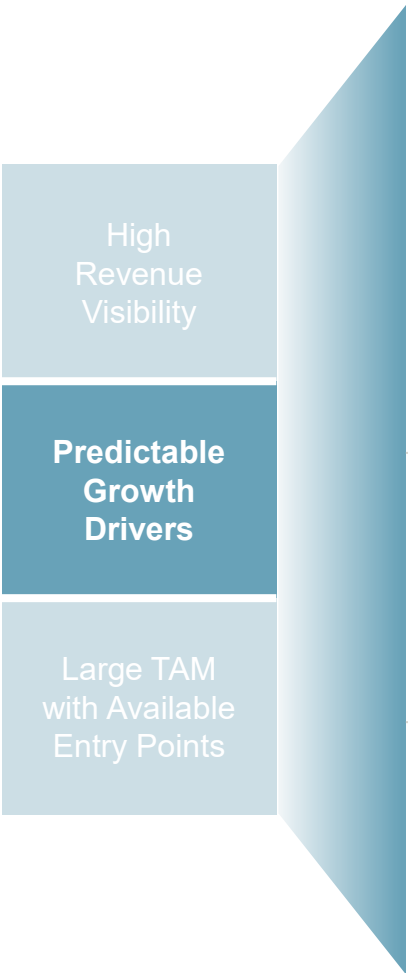 High
Revenue
Visibility
Predictable
Growth
Drivers
Large TAM
with Available
Entry Points